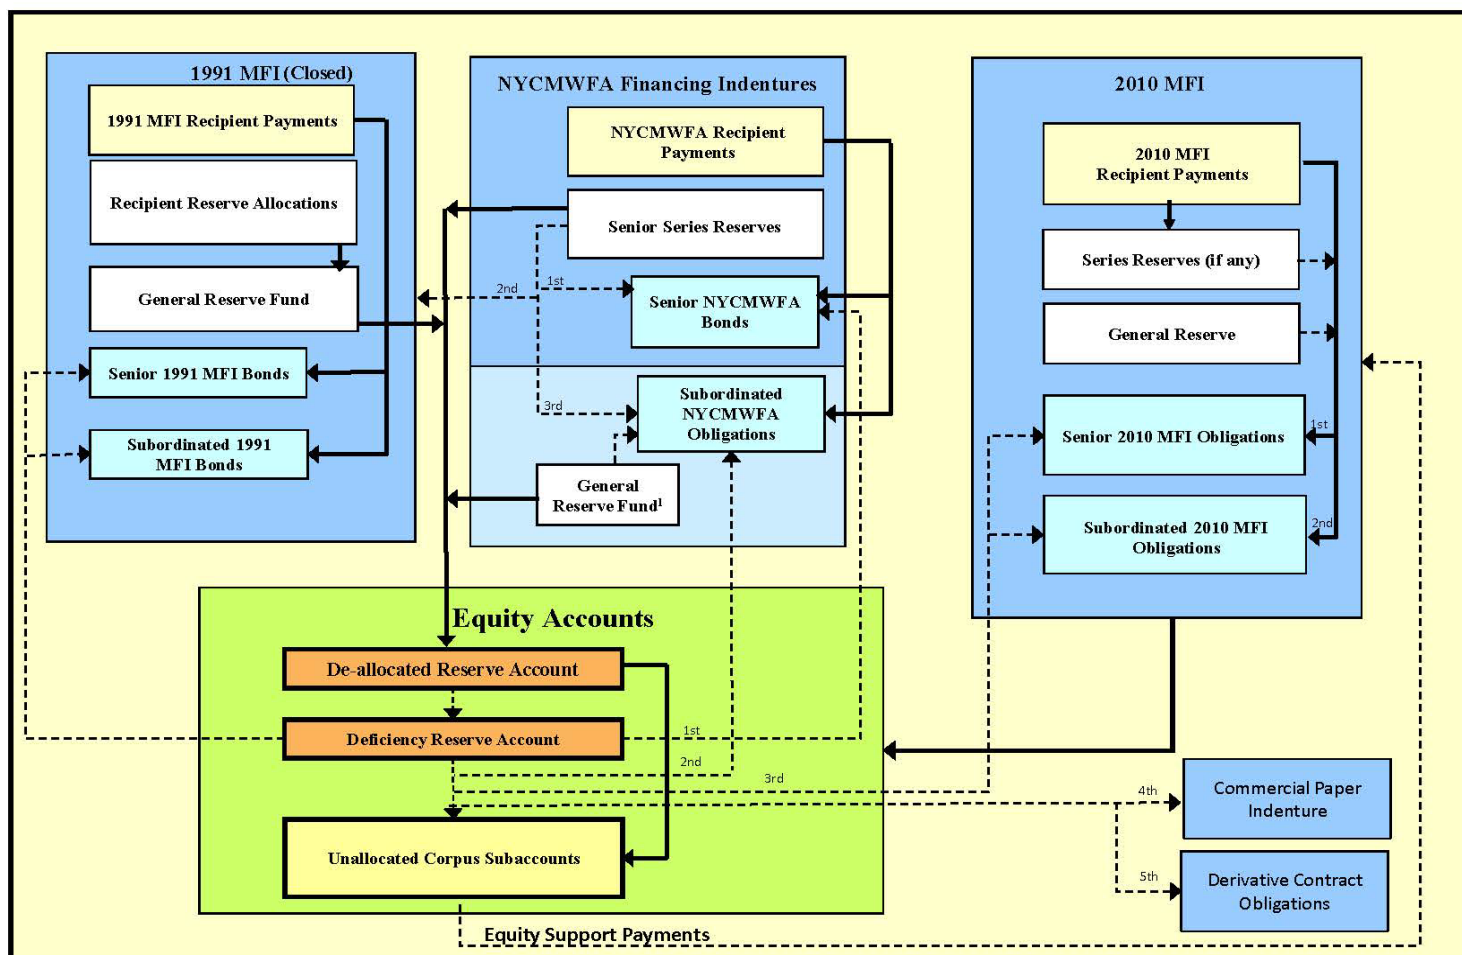 1991 MFI (Closed)
1991 MFI Recipient Payments
Recipient Reserve Allocations
General Reserve Fund
Senior 1991 MFI Bonds
Subordinated 1991
MFI Bonds
NYCMWFA Financing Indentures
NYCMWFA Recipient
Payments
Senior Series Reserves
1st
2nd
Senior NYCMWFA
Bonds
3rd
Subordinated
NYCMWFA
Obligations
General
Reserve Fund¹
2010 MFI
2010 MFI
Recipient Payments
Series Reserves (if any)
General Reserve
Senior 2010 MFI Obligations
1st
Subordinated 2010 MFI
Obligations
2nd
Equity Accounts
De-allocated Reserve Account
Deficiency Reserve Account
1st
2nd
3rd
4th
5th
Unallocated Corpus Subaccounts
Commercial Paper
Indenture
Derivative Contract
Obligations
Equity Support Payments